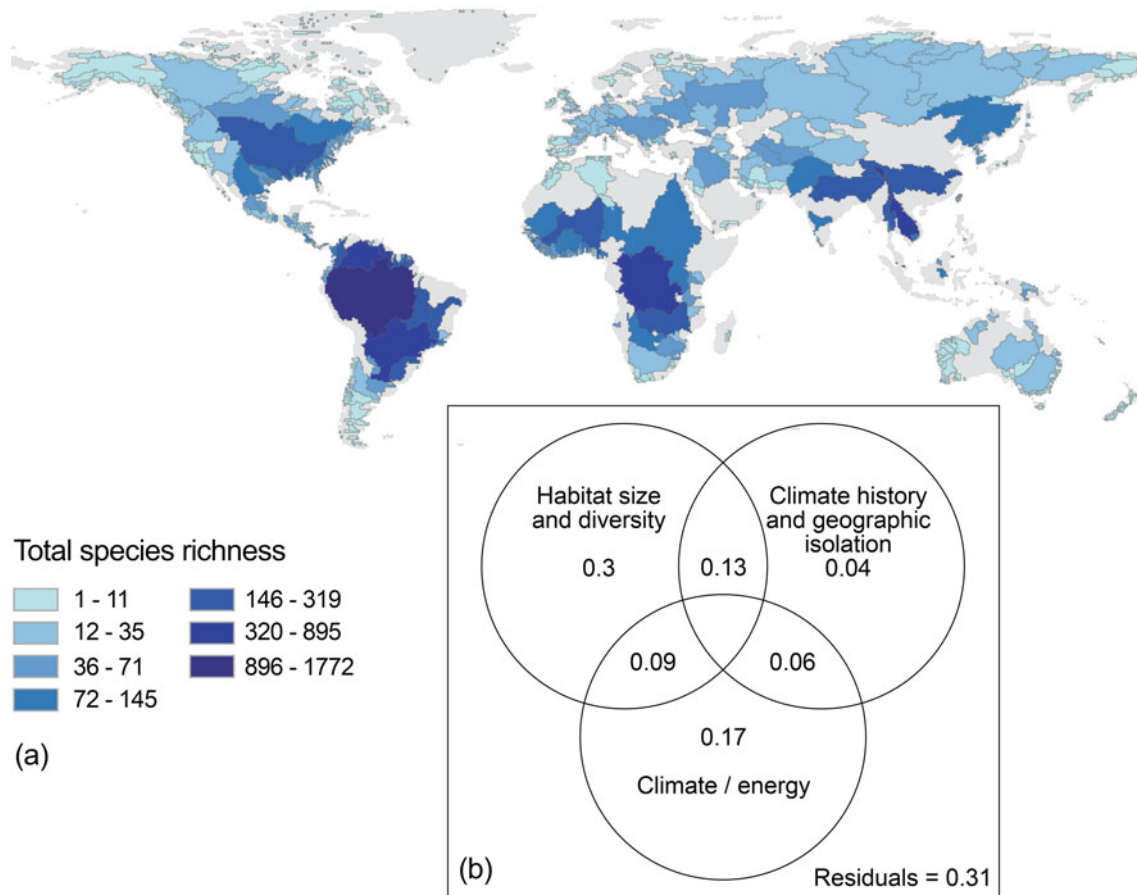 Total species richness
1 - 11
12 - 35
36 - 71
72 - 145
146 - 319
320 - 895
896 - 1772
(a)
Habitat size
and diversity
0.3
0.13
Climate history
and geographic
isolation
0.04
0.09
0.06
0.17
Climate / energy
(b)
Residuals = 0.31